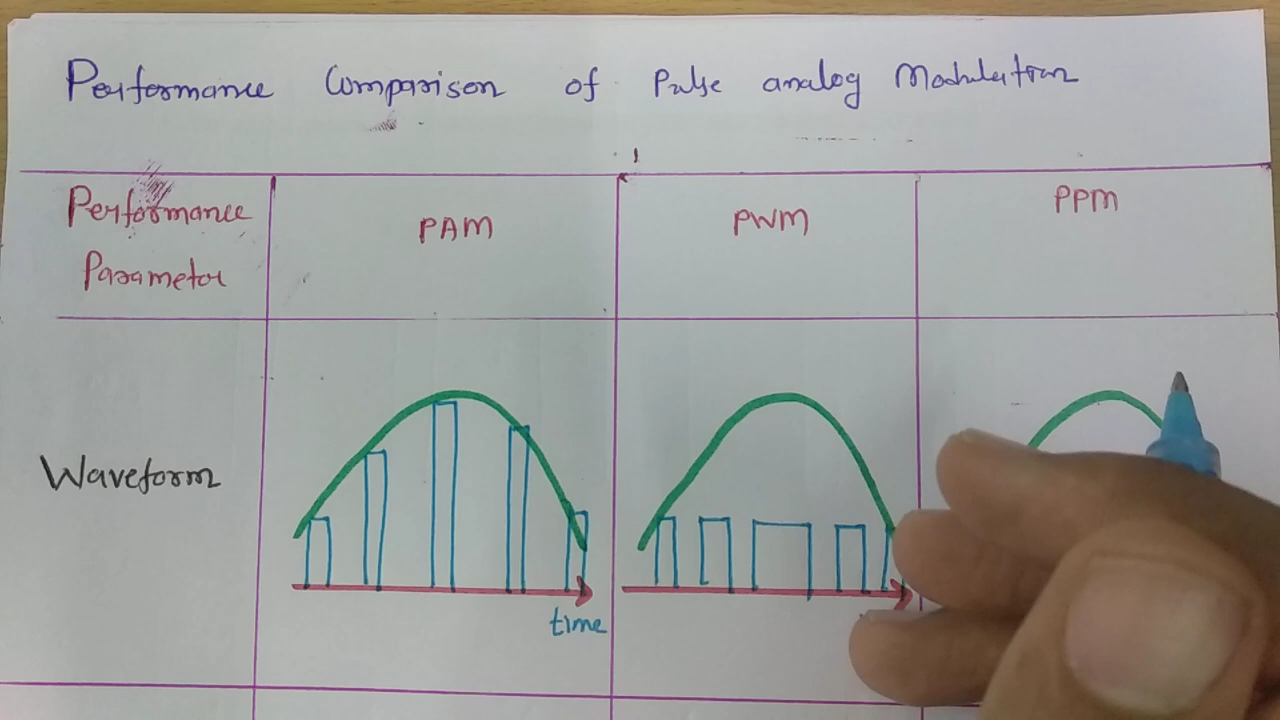 Performance Comparison of Pulse analog Modulation
Performance
Parameter
PAM
PWM
PPM
Waveform
time